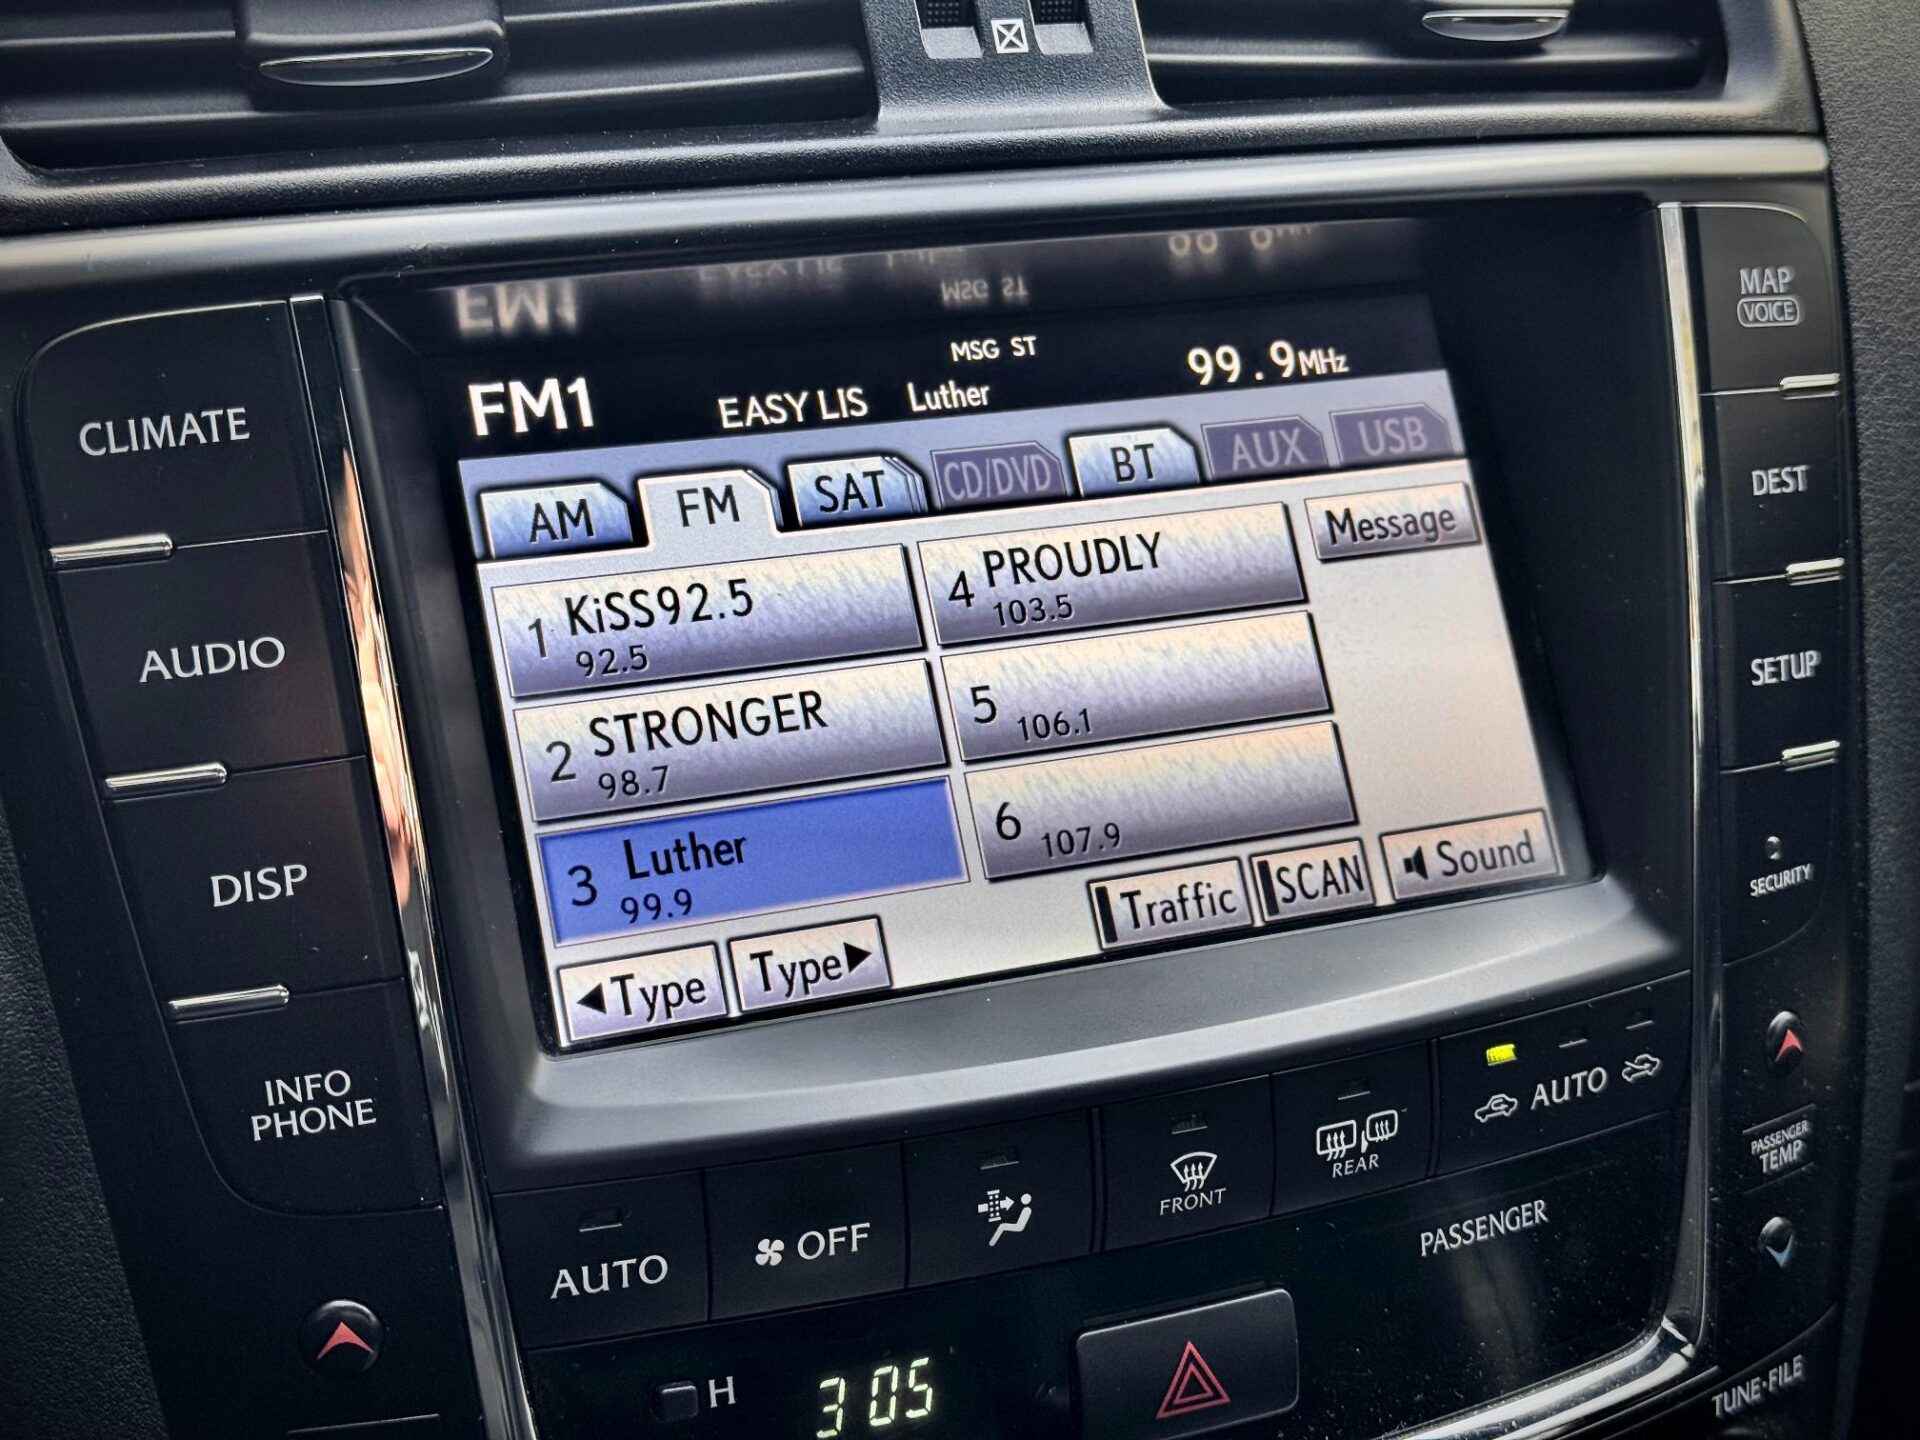 MSG ST
FM1 EASY LIS Luther 99.9MHz
AM FM SAT CD/DVD BT AUX USB
1 KiSS92.5
92.5
4 PROUDLY
103.5
Message
2 STRONGER
98.7
5
106.1
3 Luther
99.9
6
107.9
Type Type
Traffic SCAN Sound
CLIMATE
AUDIO
DISP
INFO
PHONE
MAP
VOICE
DEST
SETUP
SECURITY
PASSENGER
TEMP
AUTO
OFF
FRONT
REAR
AUTO
PASSENGER
H 3:05
TUNE·FILE